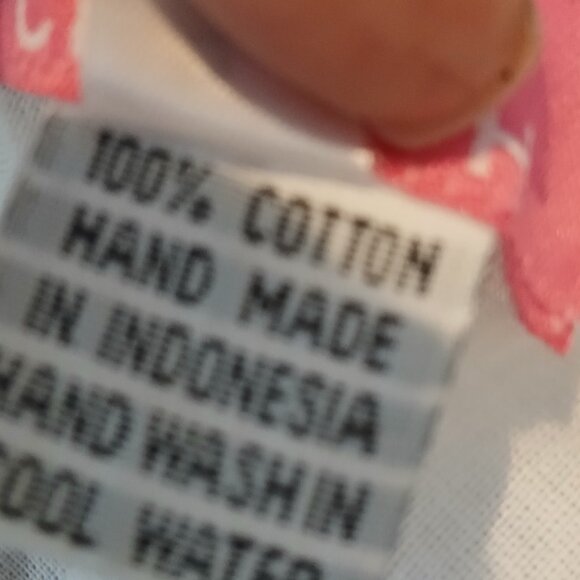 100% COTTON
HAND MADE
IN INDONESIA
HAND WASH IN
COOL WATER